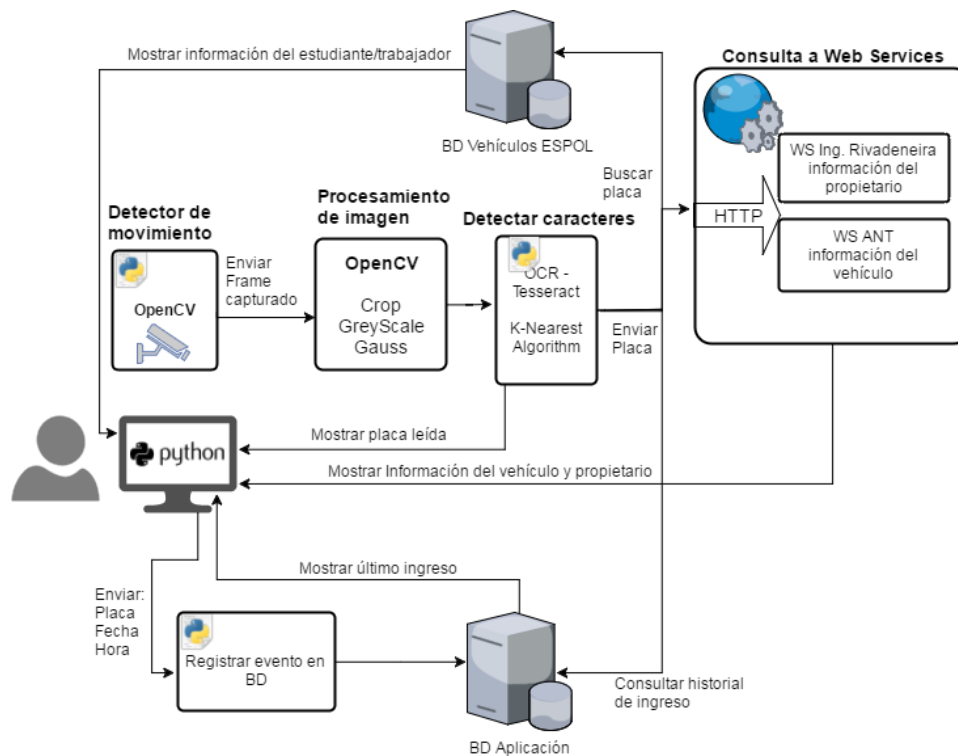 Mostrar información del estudiante/trabajador
BD Vehículos ESPOL
Consulta a Web Services
WS Ing. Rivadeneira
información del
propietario
HTTP
WS ANT
información del
vehículo
Buscar
placa
Detector de
movimiento
OpenCV
Enviar
Frame
capturado
Procesamiento
de imagen
OpenCV
Crop
GreyScale
Gauss
Detectar caracteres
OCR -
Tesseract
K-Nearest
Algorithm
Enviar
Placa
Mostrar placa leída
python
Mostrar Información del vehículo y propietario
Mostrar último ingreso
Enviar:
Placa
Fecha
Hora
Registrar evento en
BD
Consultar historial
de ingreso
BD Aplicación